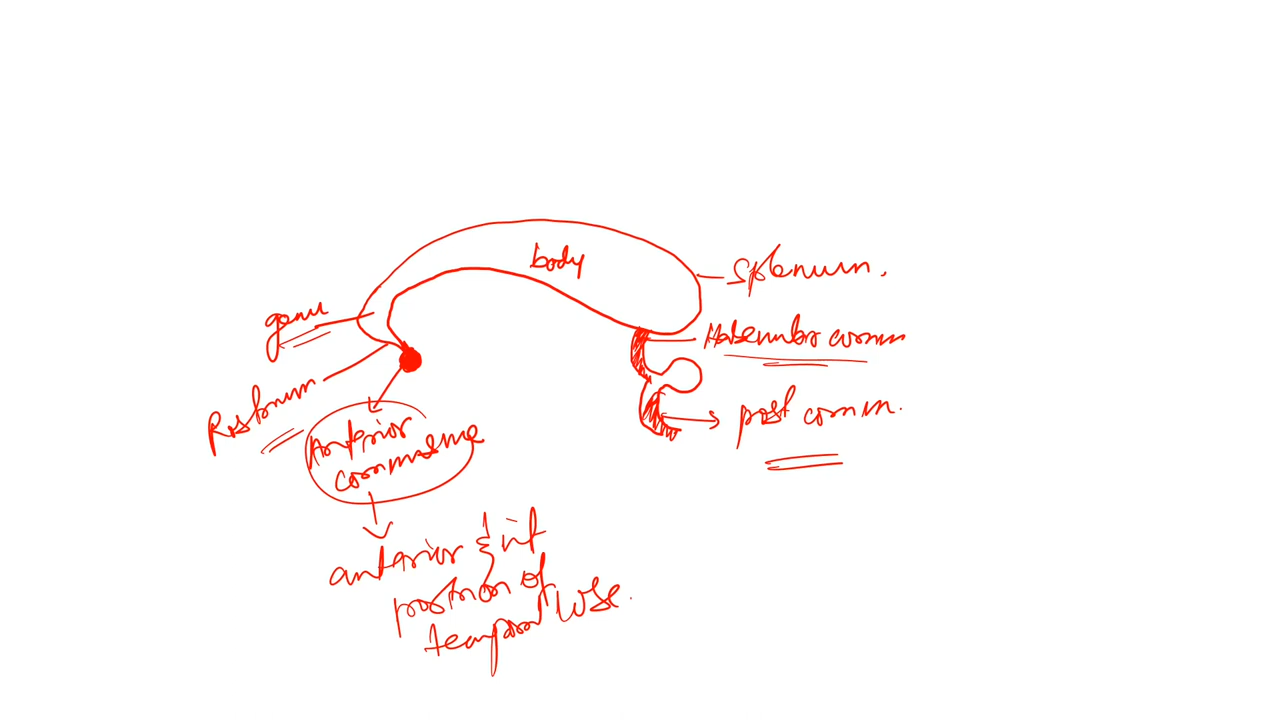 body
Splenium.
genu
Habenular comm
Rostrum
post comm.
Anterior
commissure
anterior & inf
portion of
temporal lobe.